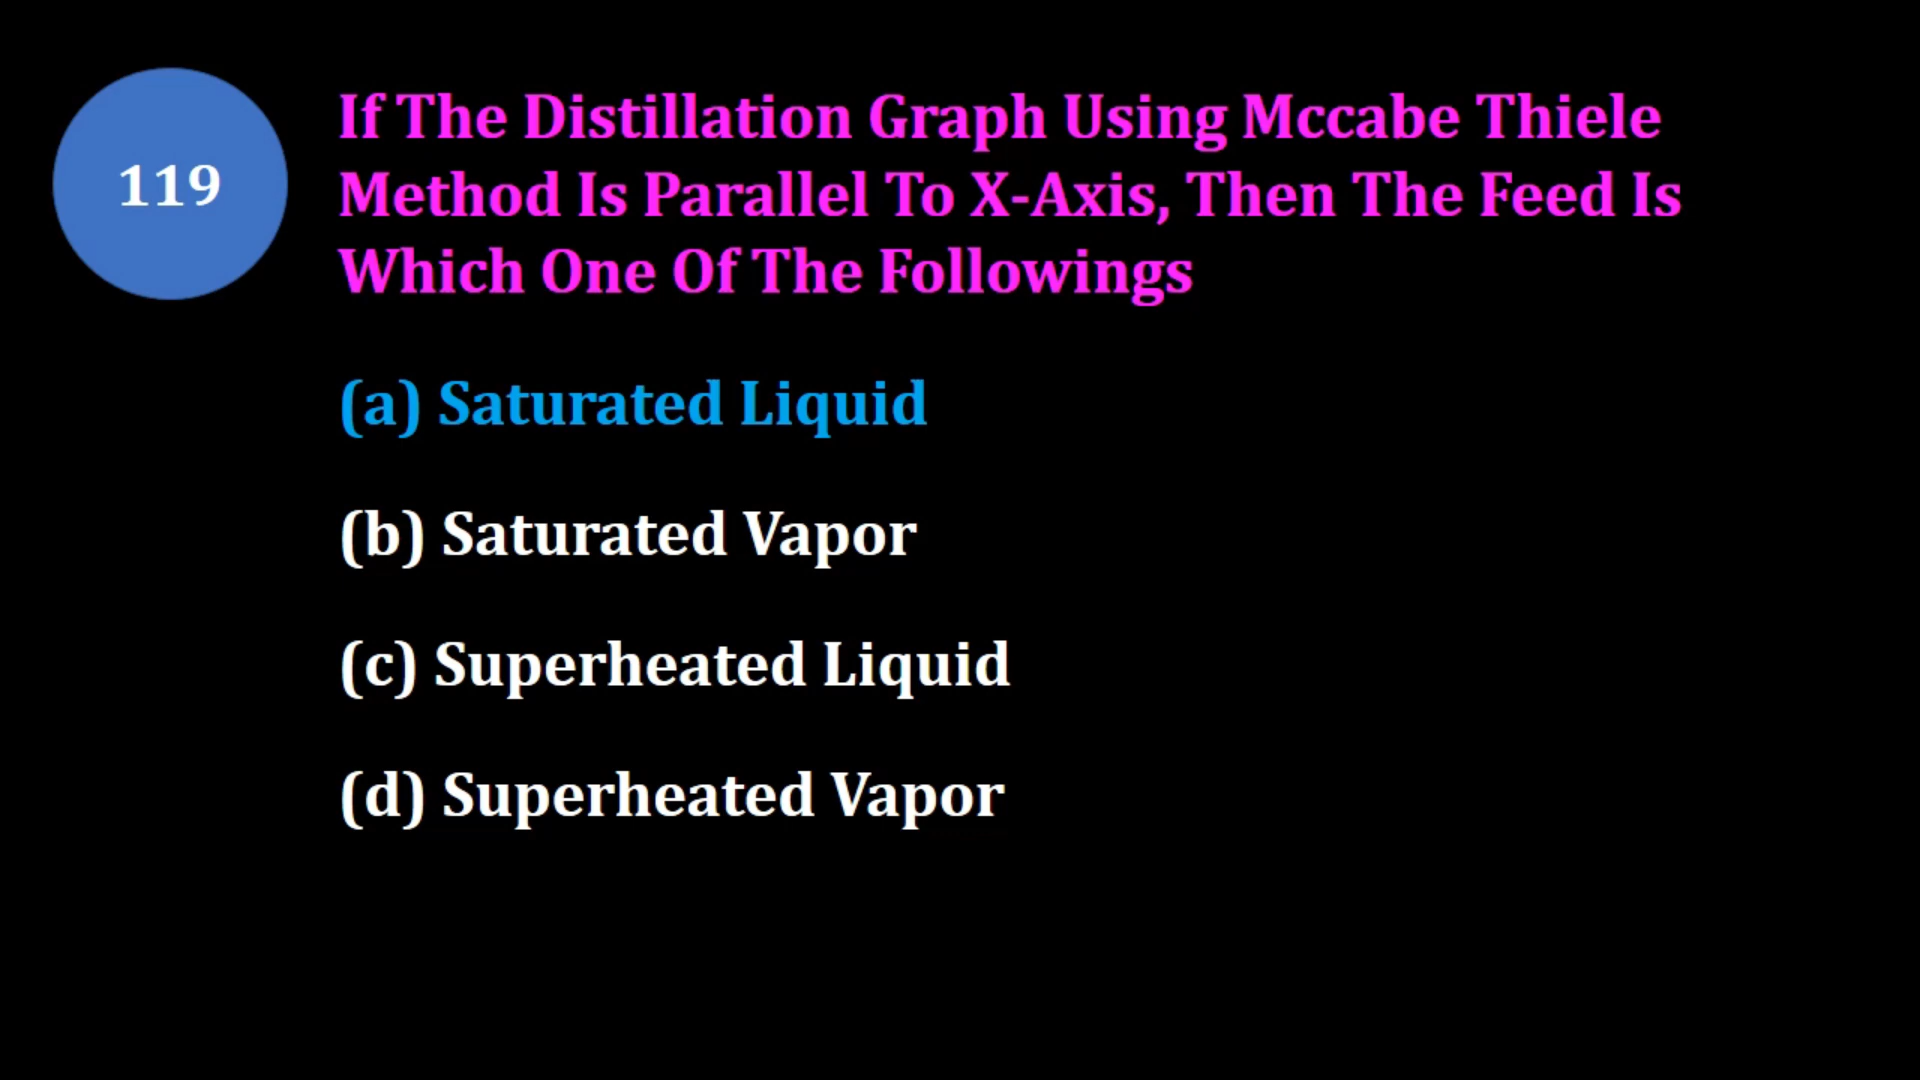 119
If The Distillation Graph Using Mccabe Thiele
Method Is Parallel To X-Axis, Then The Feed Is
Which One Of The Followings
(a) Saturated Liquid
(b) Saturated Vapor
(c) Superheated Liquid
(d) Superheated Vapor